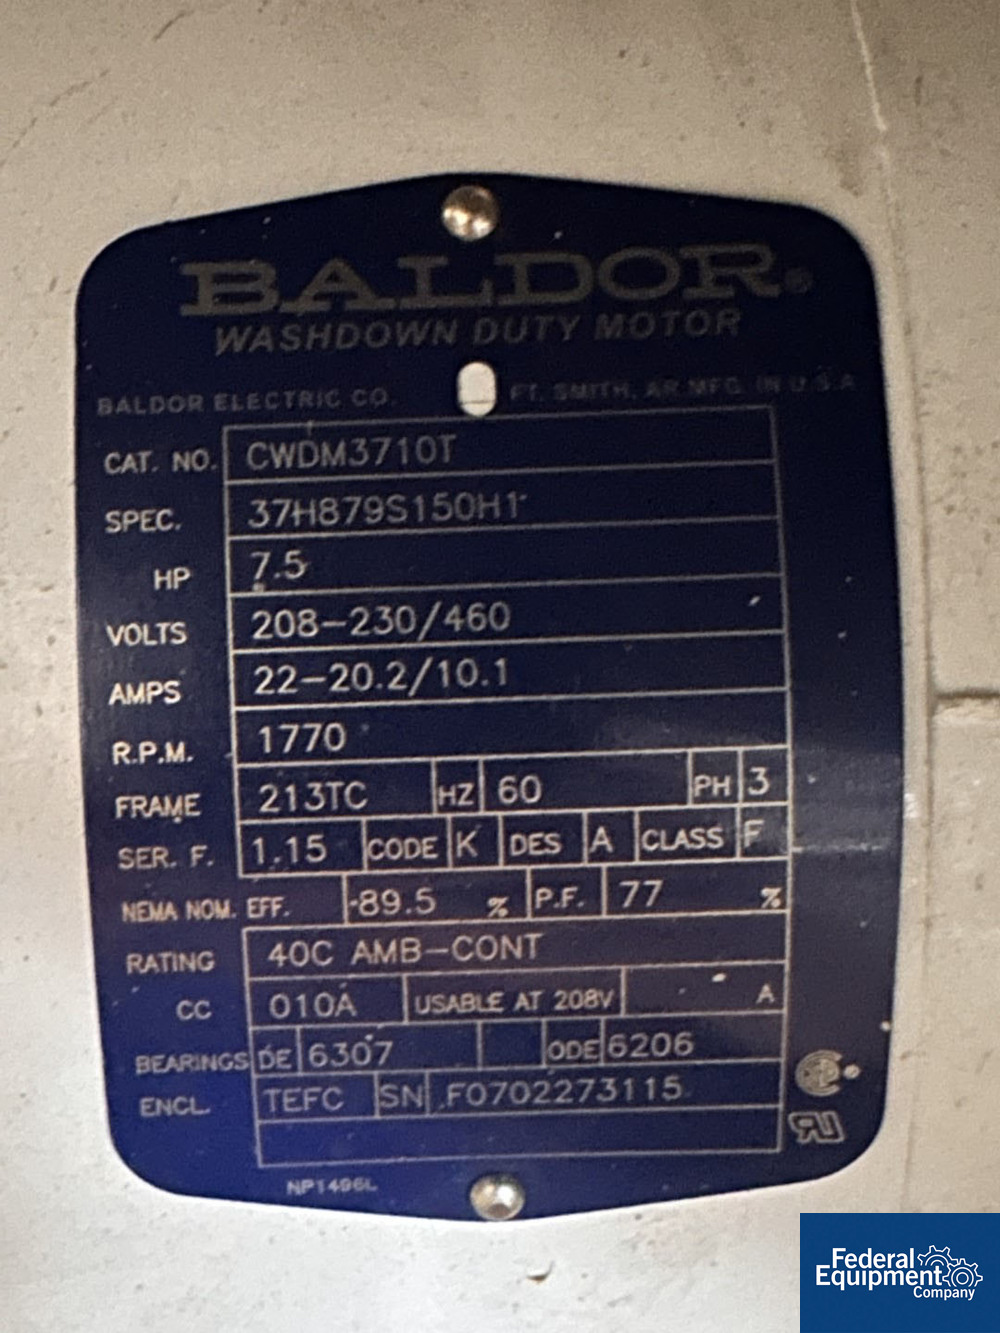 BALDOR®
WASHDOWN DUTY MOTOR
BALDOR ELECTRIC CO. FT. SMITH, AR MFG. IN U.S.A
CAT. NO. CWDM3710T
SPEC. 37H879S150H1
HP 7.5
VOLTS 208-230/460
AMPS 22-20.2/10.1
R.P.M. 1770
FRAME 213TC HZ 60 PH 3
SER. F. 1.15 CODE K DES A CLASS F
NEMA NOM. EFF. 89.5 % P.F. 77 %
RATING 40C AMB-CONT
CC 010A USABLE AT 208V A
BEARINGS DE 6307 ODE 6206
ENCL. TEFC SN F0702273115
NP1496L
Federal
Equipment
Company